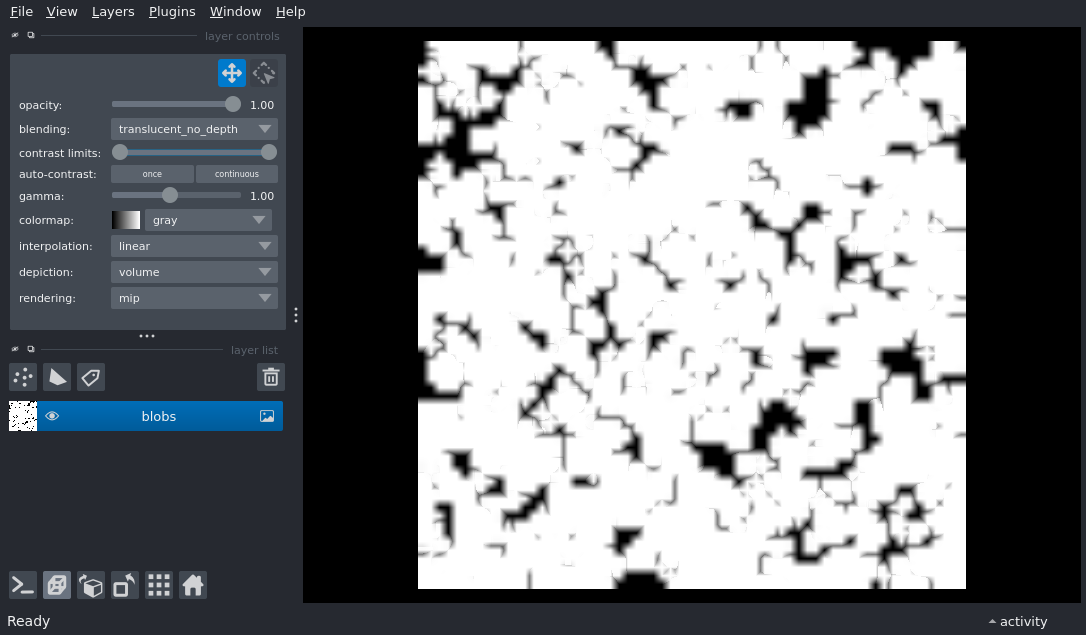 File View Layers Plugins Window Help
layer controls
opacity: 1.00
blending: translucent_no_depth
contrast limits:
auto-contrast: once continuous
gamma: 1.00
colormap: gray
interpolation: linear
depiction: volume
rendering: mip
layer list
blobs
Ready
activity